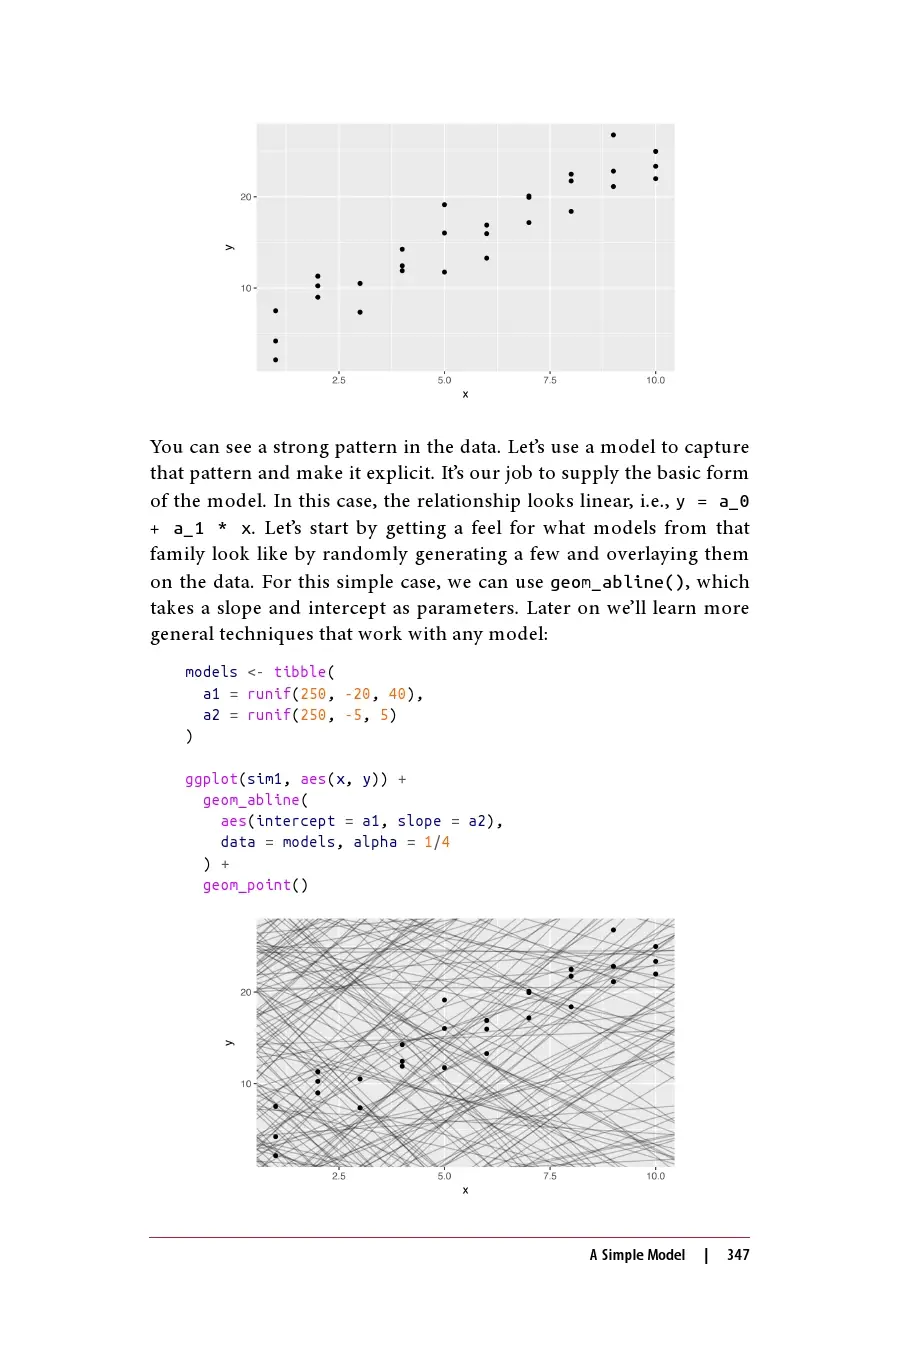 20
y
10
2.5 5.0 7.5 10.0
x
You can see a strong pattern in the data. Let’s use a model to capture
that pattern and make it explicit. It’s our job to supply the basic form
of the model. In this case, the relationship looks linear, i.e., y = a_0
+ a_1 * x. Let’s start by getting a feel for what models from that
family look like by randomly generating a few and overlaying them
on the data. For this simple case, we can use geom_abline(), which
takes a slope and intercept as parameters. Later on we’ll learn more
general techniques that work with any model:
models <- tibble(
  a1 = runif(250, -20, 40),
  a2 = runif(250, -5, 5)
)
ggplot(sim1, aes(x, y)) +
  geom_abline(
    aes(intercept = a1, slope = a2),
    data = models, alpha = 1/4
  ) +
  geom_point()
20
y
10
2.5 5.0 7.5 10.0
x
A Simple Model | 347